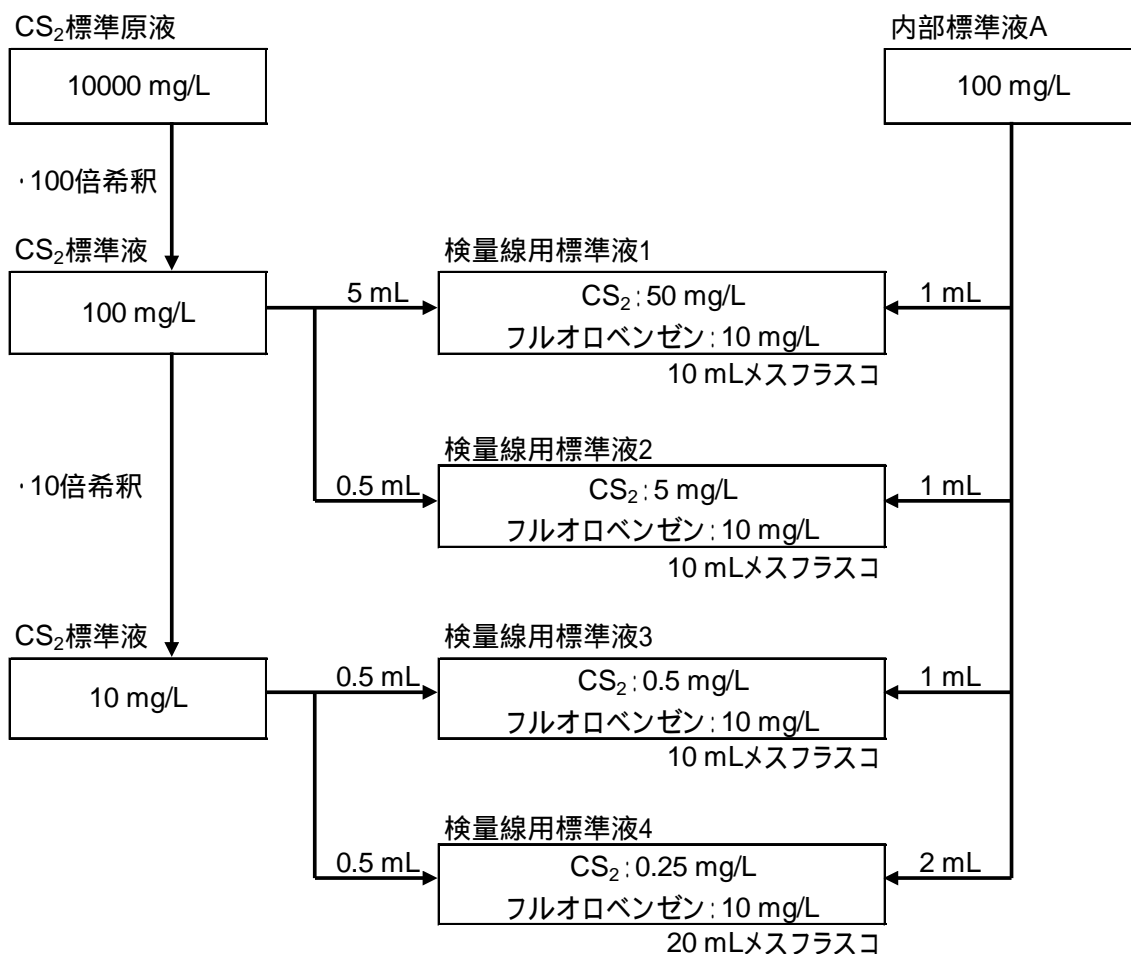 CS₂標準原液
10000 mg/L
内部標準液A
100 mg/L
·100倍希釈
CS₂標準液
100 mg/L
5 mL
検量線用標準液1
CS₂:50 mg/L
フルオロベンゼン:10 mg/L
10 mLメスフラスコ
1 mL
·10倍希釈
0.5 mL
検量線用標準液2
CS₂:5 mg/L
フルオロベンゼン:10 mg/L
10 mLメスフラスコ
1 mL
CS₂標準液
10 mg/L
0.5 mL
検量線用標準液3
CS₂:0.5 mg/L
フルオロベンゼン:10 mg/L
10 mLメスフラスコ
1 mL
0.5 mL
検量線用標準液4
CS₂:0.25 mg/L
フルオロベンゼン:10 mg/L
20 mLメスフラスコ
2 mL